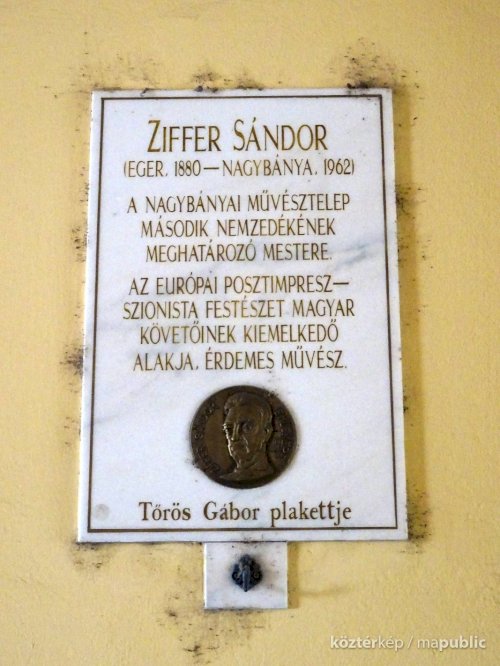 ZIFFER SÁNDOR
(EGER, 1880—NAGYBÁNYA, 1962)
A NAGYBÁNYAI MŰVÉSZTELEP
MÁSODIK NEMZEDÉKÉNEK
MEGHATÁROZÓ MESTERE.
AZ EURÓPAI POSZTIMPRESZ—
SZIONISTA FESTÉSZET MAGYAR
KÖVETŐINEK KIEMELKEDŐ
ALAKJA, ÉRDEMES MŰVÉSZ.
Tőrös Gábor plakettje
köztérkép / mapublic